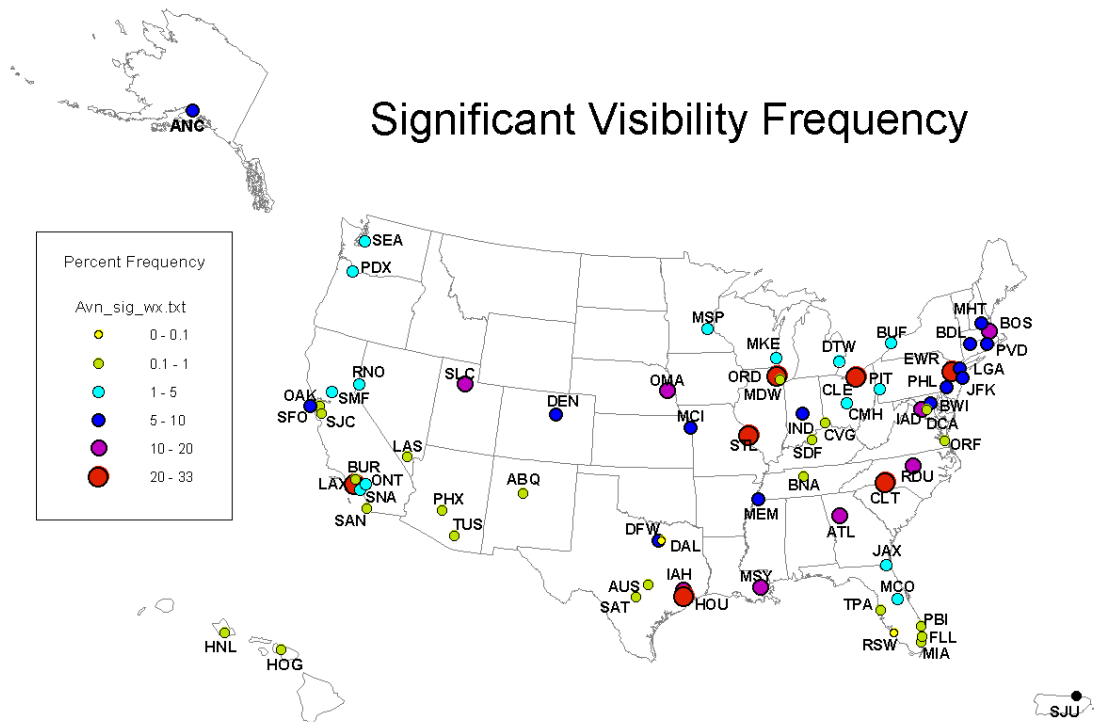 Significant Visibility Frequency
ANC
Percent Frequency
Avn_sig_wx.txt
0 - 0.1
0.1 - 1
1 - 5
5 - 10
10 - 20
20 - 33
SEA
PDX
MSP
MHT
BOS
MKE
DTW
BUF
BDL
PVD
EWR
LGA
RNO
SLC
OMA
ORD
CLE
PIT
PHL
JFK
OAK
SMF
MDW
DEN
SFO
SJC
MCI
IND
CMH
IAD
BWI
DCA
CVG
STL
SDF
ORF
LAS
BUR
LAX
ONT
SNA
ABQ
BNA
RDU
CLT
SAN
PHX
MEM
TUS
DFW
DAL
ATL
JAX
IAH
MSY
AUS
MCO
SAT
HOU
TPA
PBI
HNL
RSW
FLL
MIA
HOG
SJU